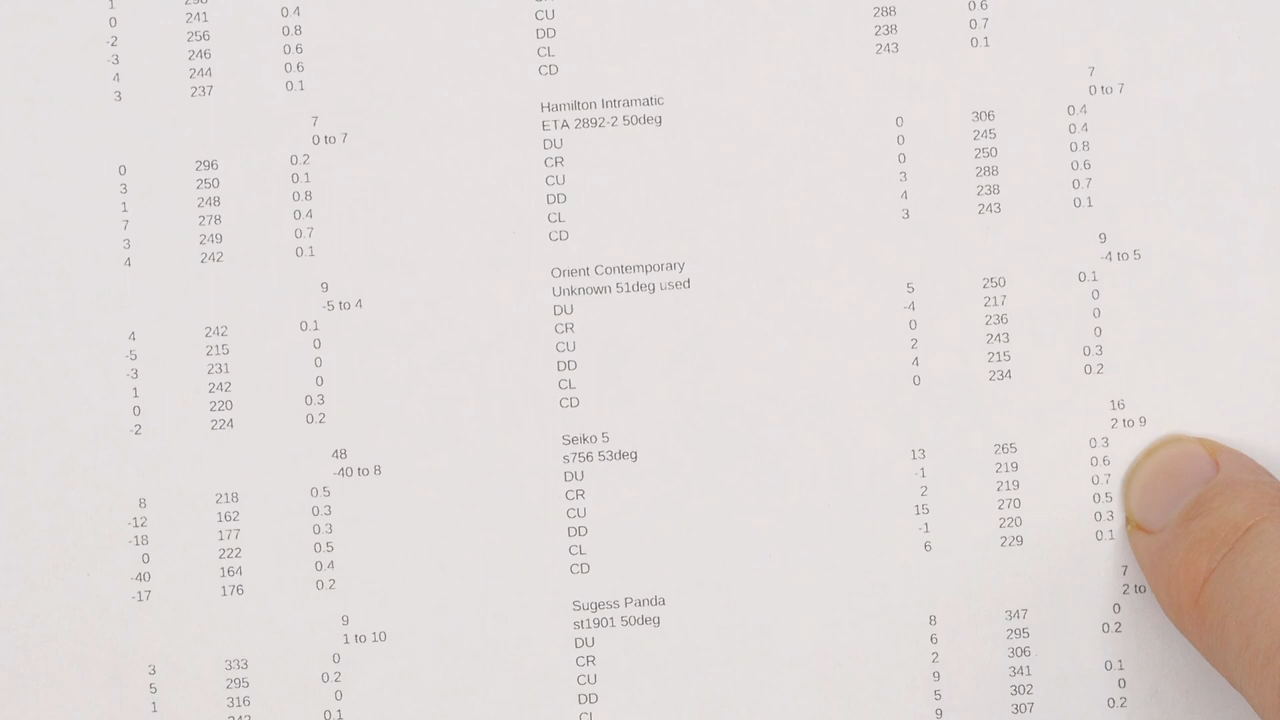 0 241 0.4
-2 256 0.8 CU
-3 246 0.6 DD 288 0.6
4 244 0.6 CL 238 0.7
3 237 0.1 CD 243 0.1
7 Hamilton Intramatic 7
0 to 7 ETA 2892-2 50deg 0 to 7
0 296 0.2 DU 0 306 0.4
3 250 0.1 CR 0 245 0.4
1 248 0.8 CU 0 250 0.8
7 278 0.4 DD 3 288 0.6
3 249 0.7 CL 4 238 0.7
4 242 0.1 CD 3 243 0.1
9 Orient Contemporary 9
-5 to 4 Unknown 51deg used -4 to 5
4 242 0.1 DU 5 250 0.1
-5 215 0 CR -4 217 0
-3 231 0 CU 0 236 0
1 242 0 DD 2 243 0
0 220 0.3 CL 4 215 0.3
-2 224 0.2 CD 0 234 0.2
48 Seiko 5 16
-40 to 8 s756 53deg 2 to 9
8 218 0.5 DU 13 265 0 3
-12 162 0.3 CR -1 219 0.6
-18 177 0.3 CU 2 219 0.7
0 222 0.5 DD 15 270 0.5
-40 164 0.4 CL -1 220 0.3
-17 176 0.2 CD 6 229 0.1
9 Sugess Panda 7
1 to 10 st1901 50deg 2 to
3 333 0 DU 8 347 0
5 295 0.2 CR 6 295 0.2
1 316 0 CU 2 306
0.1 DD 9 341 0.1
CL 5 302 0
9 307 0.2